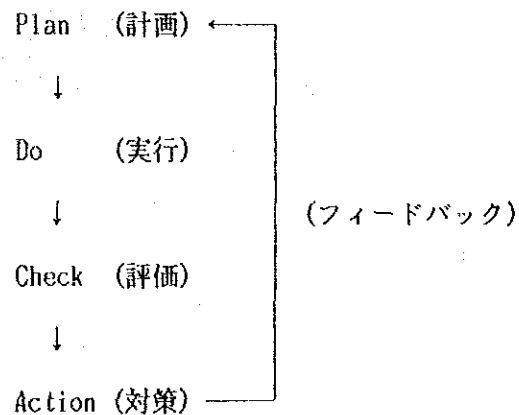 Plan (計画)
↓
Do (実行)
↓
(フィードバック)
Check (評価)
↓
Action (対策)